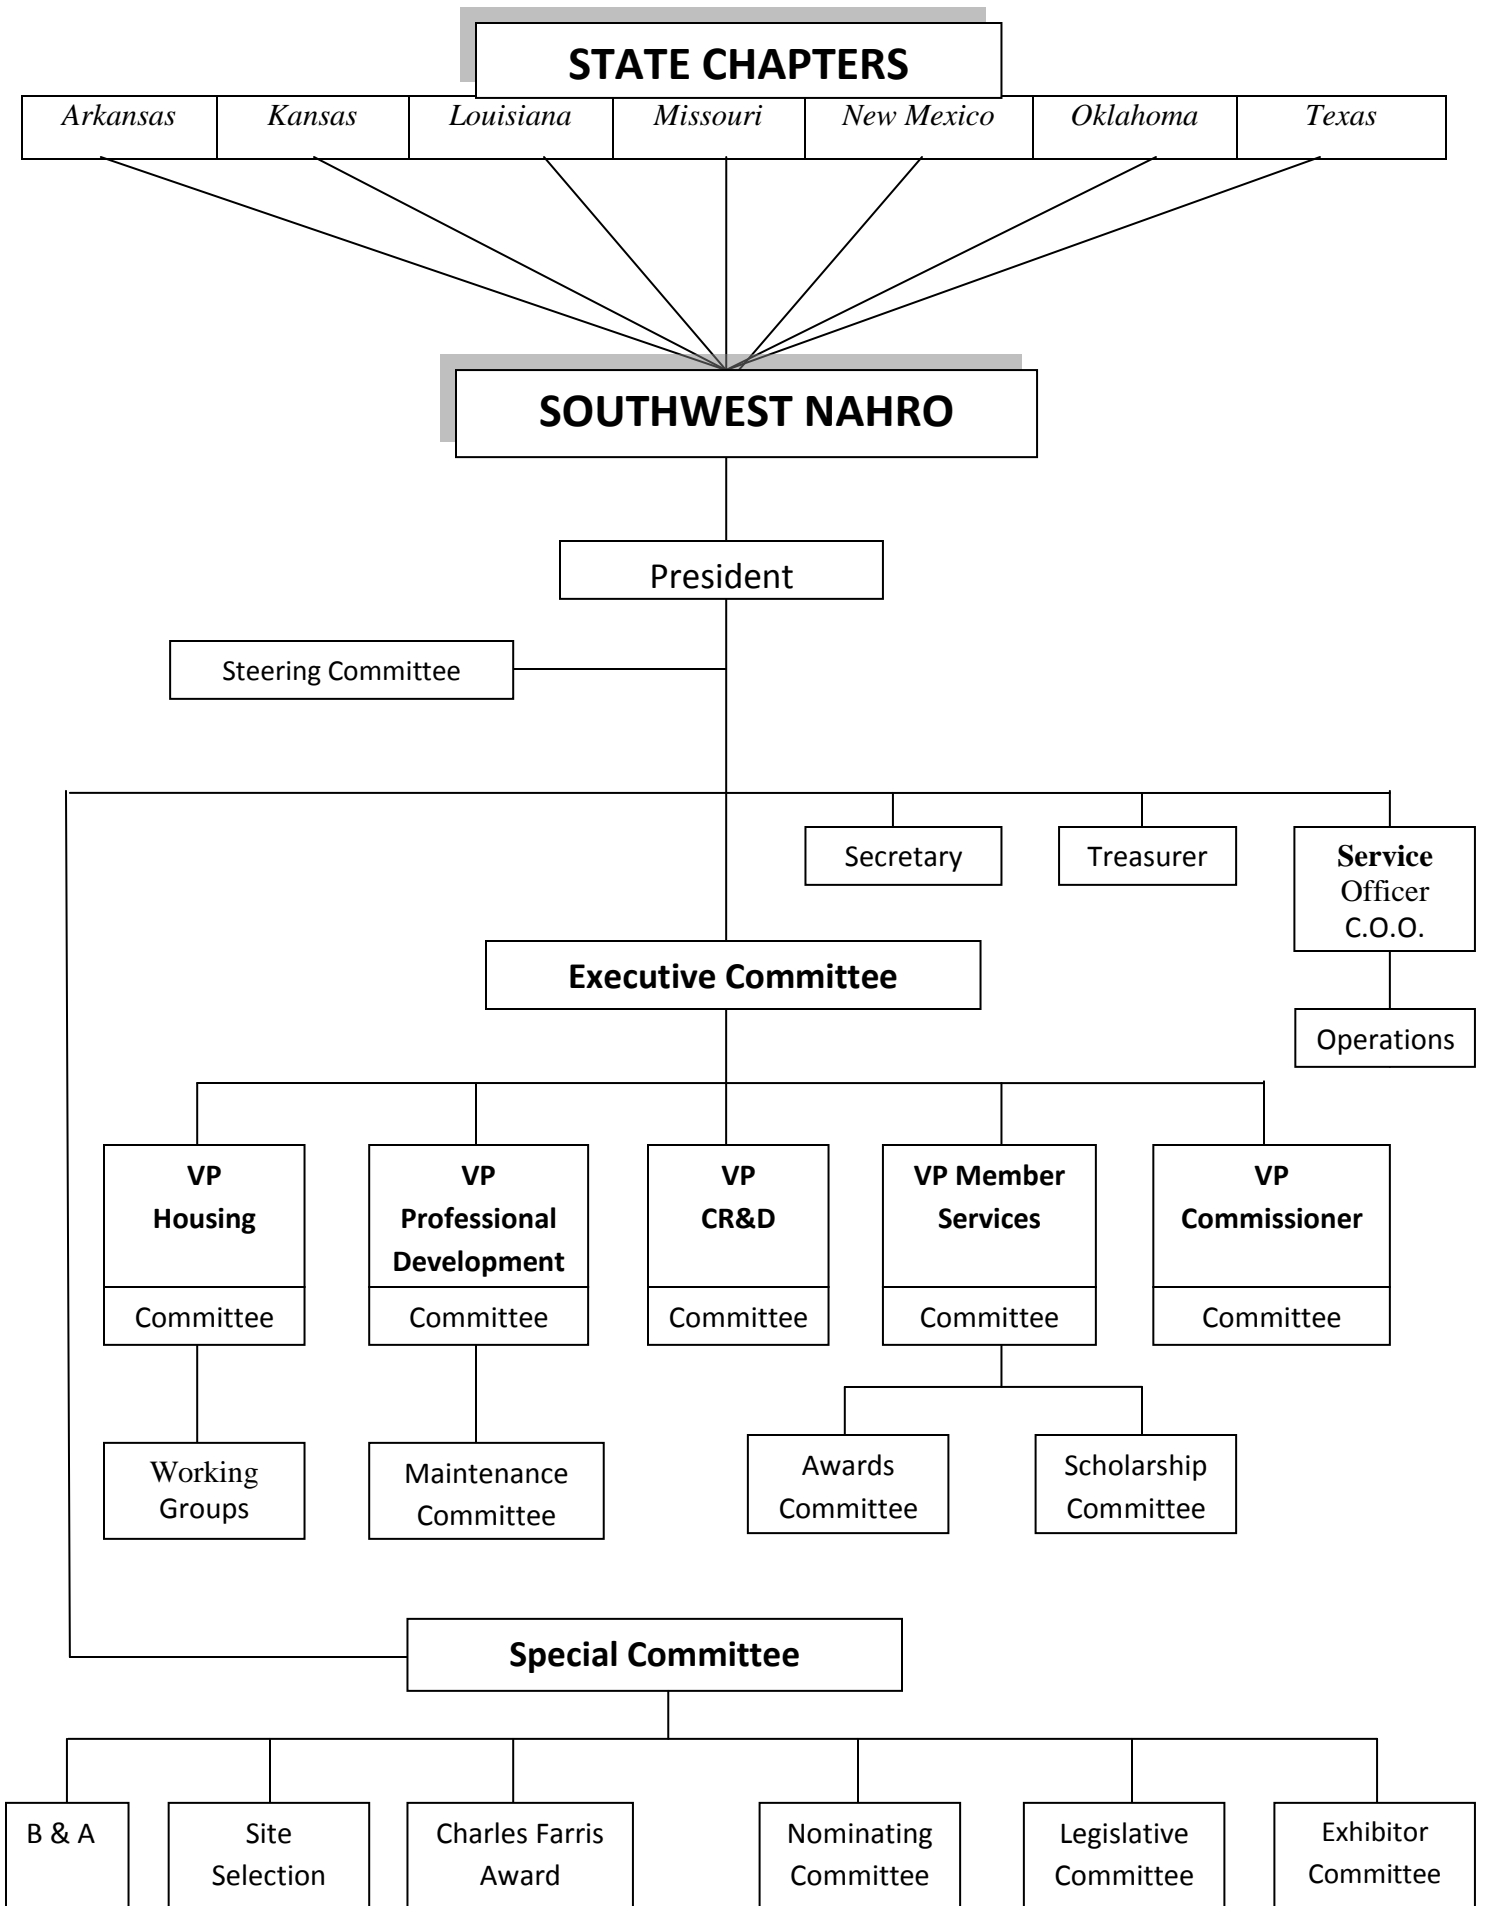 STATE CHAPTERS
Arkansas
Kansas
Louisiana
Missouri
New Mexico
Oklahoma
Texas
SOUTHWEST NAHRO
President
Steering Committee
Secretary
Treasurer
Service
Officer
C.O.O.
Executive Committee
Operations
VP
Housing
Committee
VP
Professional
Development
Committee
VP
CR&D
Committee
VP Member
Services
Committee
VP
Commissioner
Committee
Working
Groups
Maintenance
Committee
Awards
Committee
Scholarship
Committee
Special Committee
B & A
Site
Selection
Charles Farris
Award
Nominating
Committee
Legislative
Committee
Exhibitor
Committee